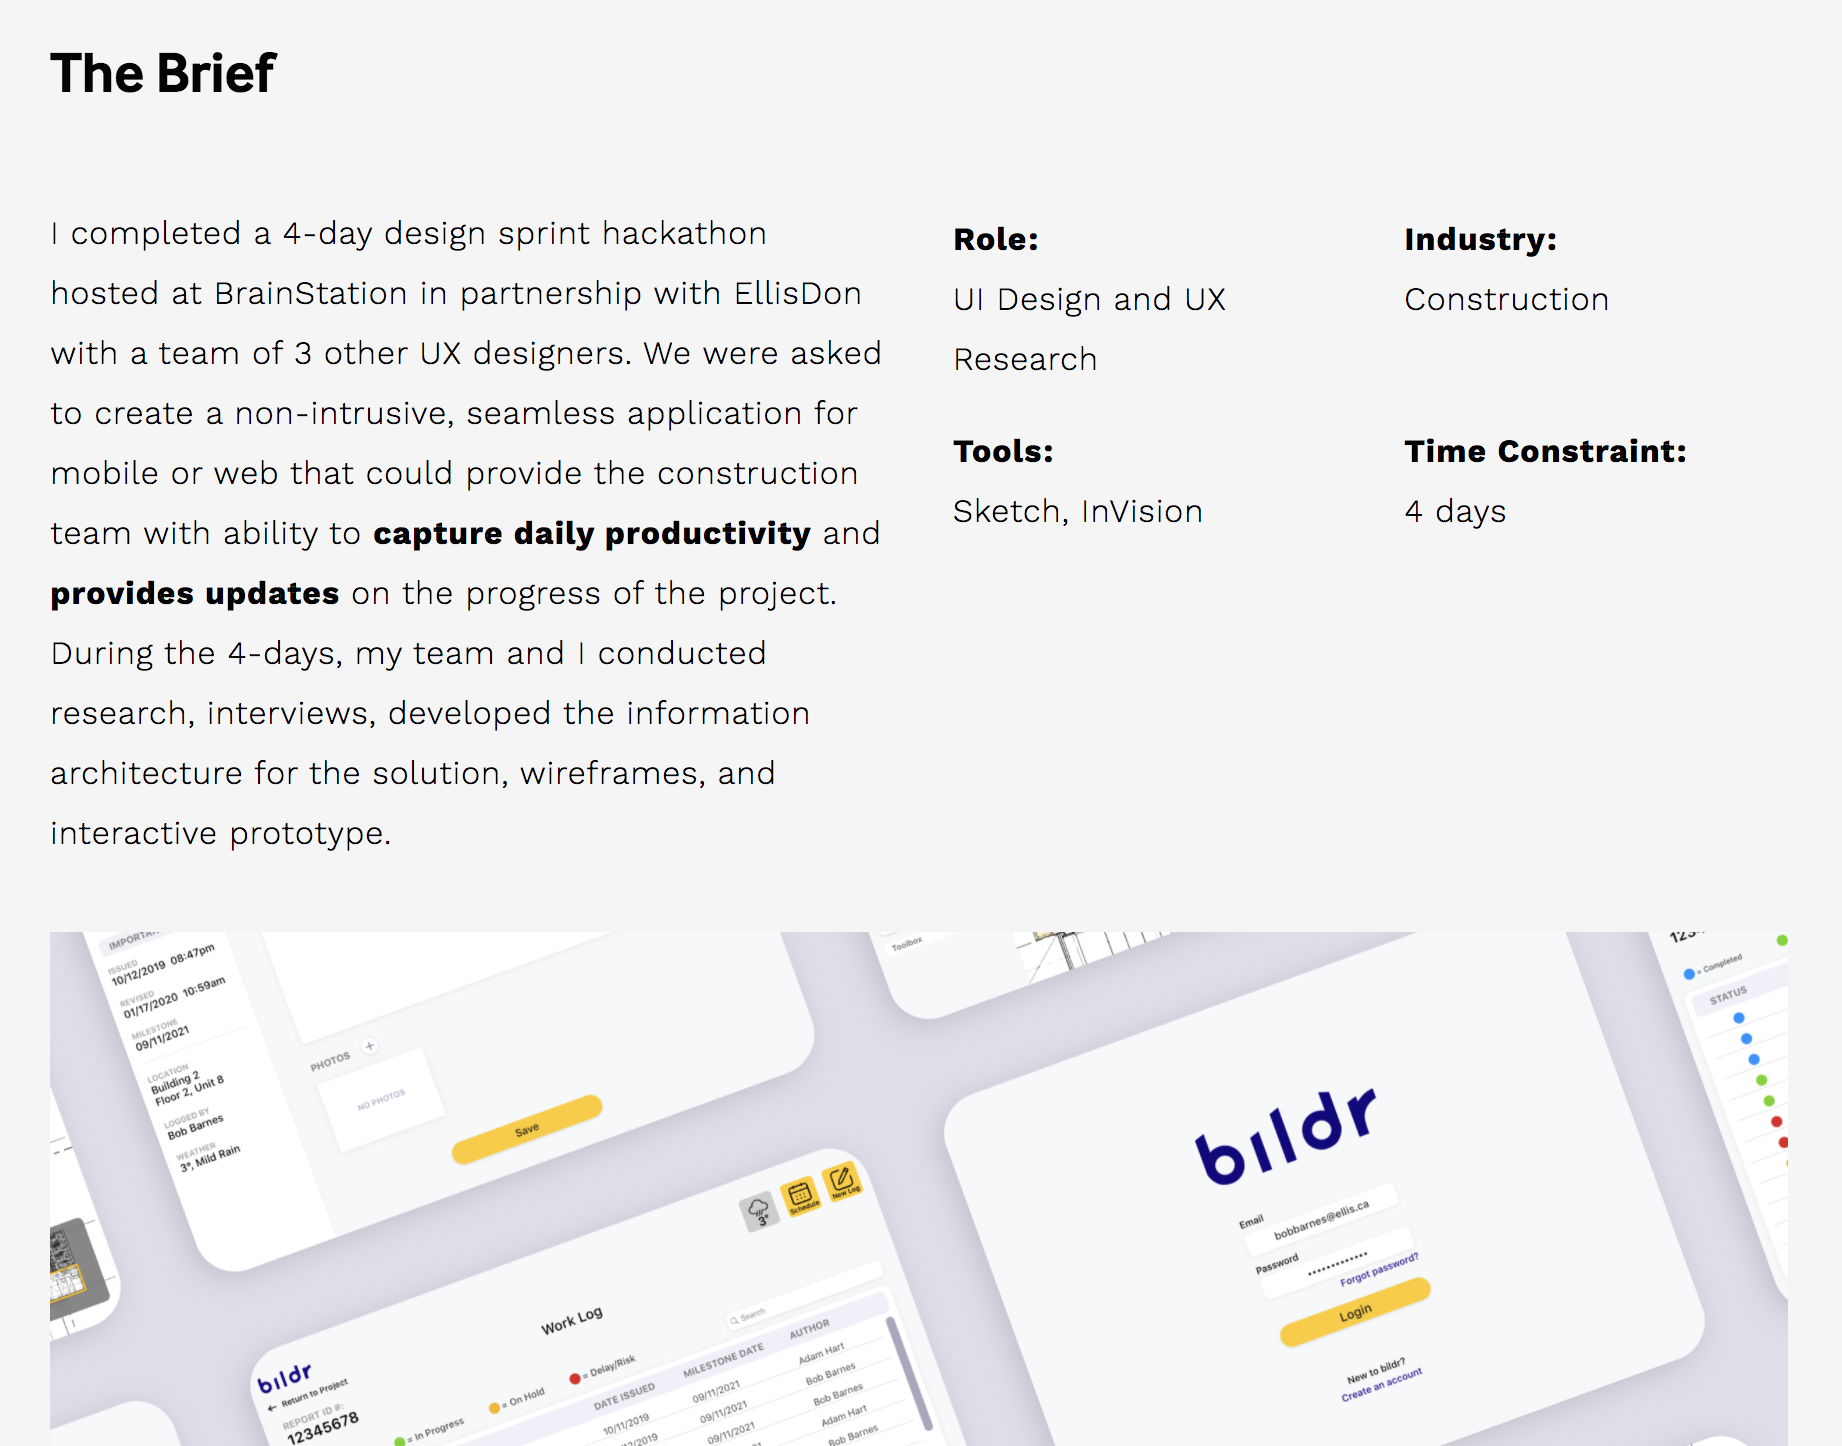 The Brief
I completed a 4-day design sprint hackathon
hosted at BrainStation in partnership with EllisDon
with a team of 3 other UX designers. We were asked
to create a non-intrusive, seamless application for
mobile or web that could provide the construction
team with ability to capture daily productivity and
provides updates on the progress of the project.
During the 4-days, my team and I conducted
research, interviews, developed the information
architecture for the solution, wireframes, and
interactive prototype.
Role:
UI Design and UX
Research
Industry:
Construction
Tools:
Sketch, InVision
Time Constraint:
4 days
ISSUED
10/12/2019 08:47pm
REVISED
01/17/2020 10:59am
MILESTONE
09/11/2021
LOCATION
Building 2
Floor 2, Unit 8
LOGGED BY
Bob Barnes
WEATHER
3°, Mild Rain
PHOTOS +
NO PHOTOS
Save
Toolbox
3°
Schedule
New Log
Work Log
Search
bildr
← Return to Project
REPORT ID #:
12345678
= In Progress
= On Hold
= Delay/Risk
DATE ISSUED
MILESTONE DATE
AUTHOR
10/11/2019
09/11/2021
Adam Hart
09/11/2021
Bob Barnes
09/11/2021
Bob Barnes
Adam Hart
Bob Barnes
bildr
Email
bobbarnes@ellis.ca
Password
Forgot password?
Login
New to bildr?
Create an account
= Completed
STATUS